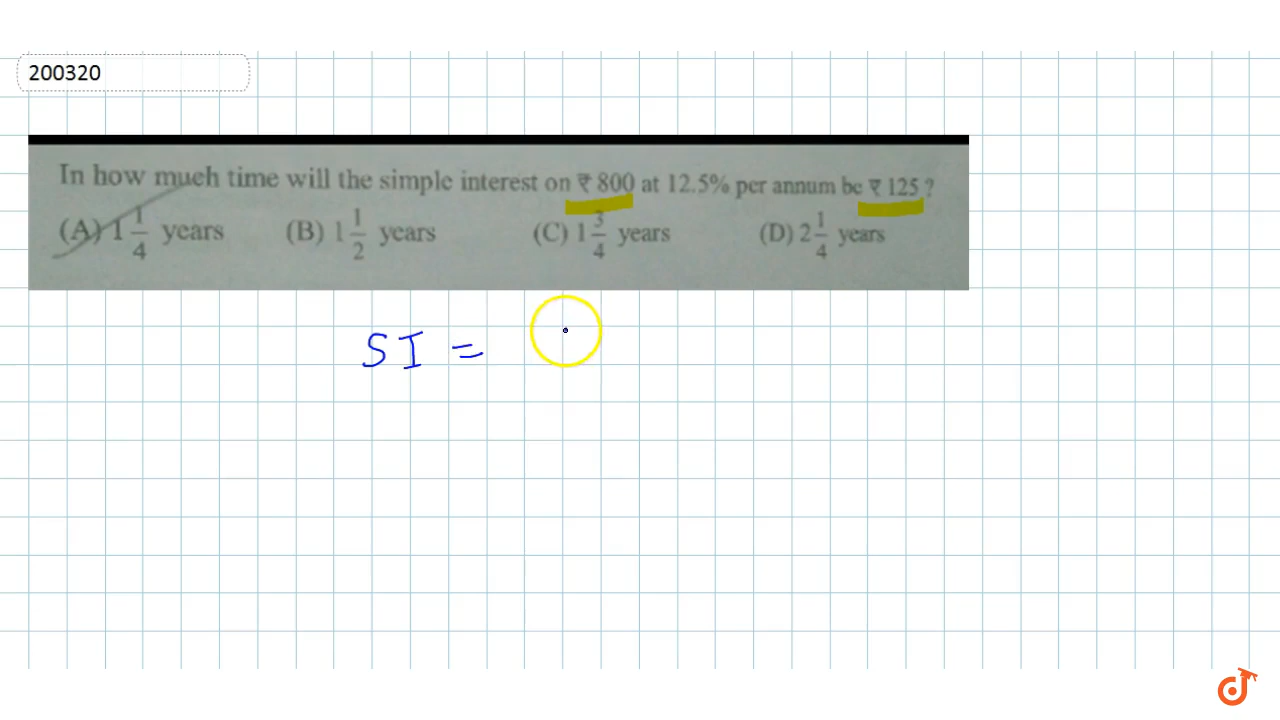 200320
In how much time will the simple interest on ₹ 800 at 12.5% per annum be ₹ 125 ?
(A) 1 1/4 years (B) 1 1/2 years (C) 1 3/4 years (D) 2 1/4 years
SI =